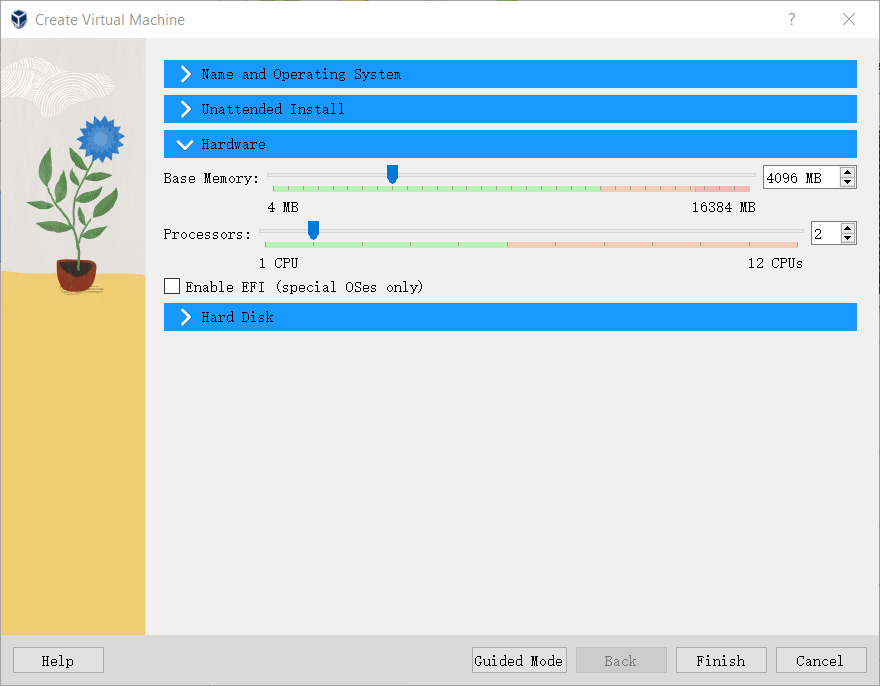 Create Virtual Machine
?
Name and Operating System
Unattended Install
Hardware
Base Memory: 4096 MB
4 MB 16384 MB
Processors: 2
1 CPU 12 CPUs
Enable EFI (special OSes only)
Hard Disk
Help Guided Mode Back Finish Cancel